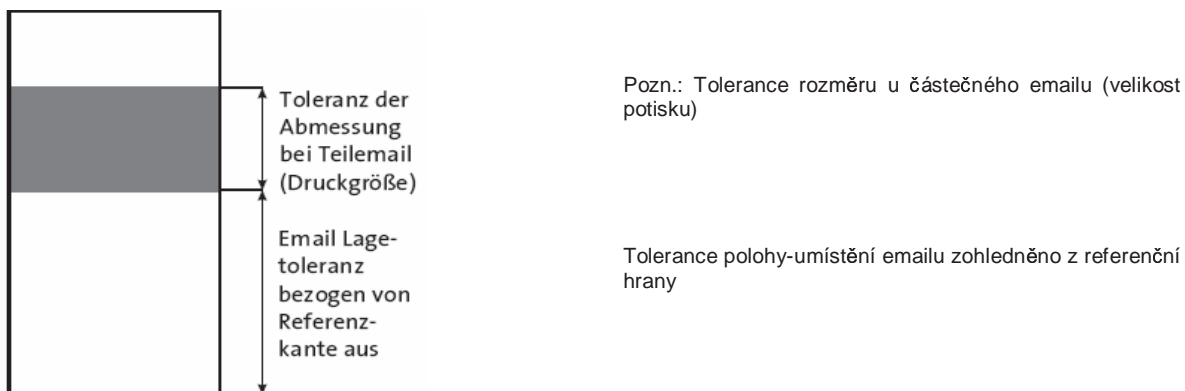 Toleranz der
Abmessung
bei Teilemail
(Druckgröße)
Email Lage-
toleranz
bezogen von
Referenz-
kante aus
Pozn.: Tolerance rozměru u částečného emailu (velikost
potisku)
Tolerance polohy-umístění emailu zohledněno z referenční
hrany